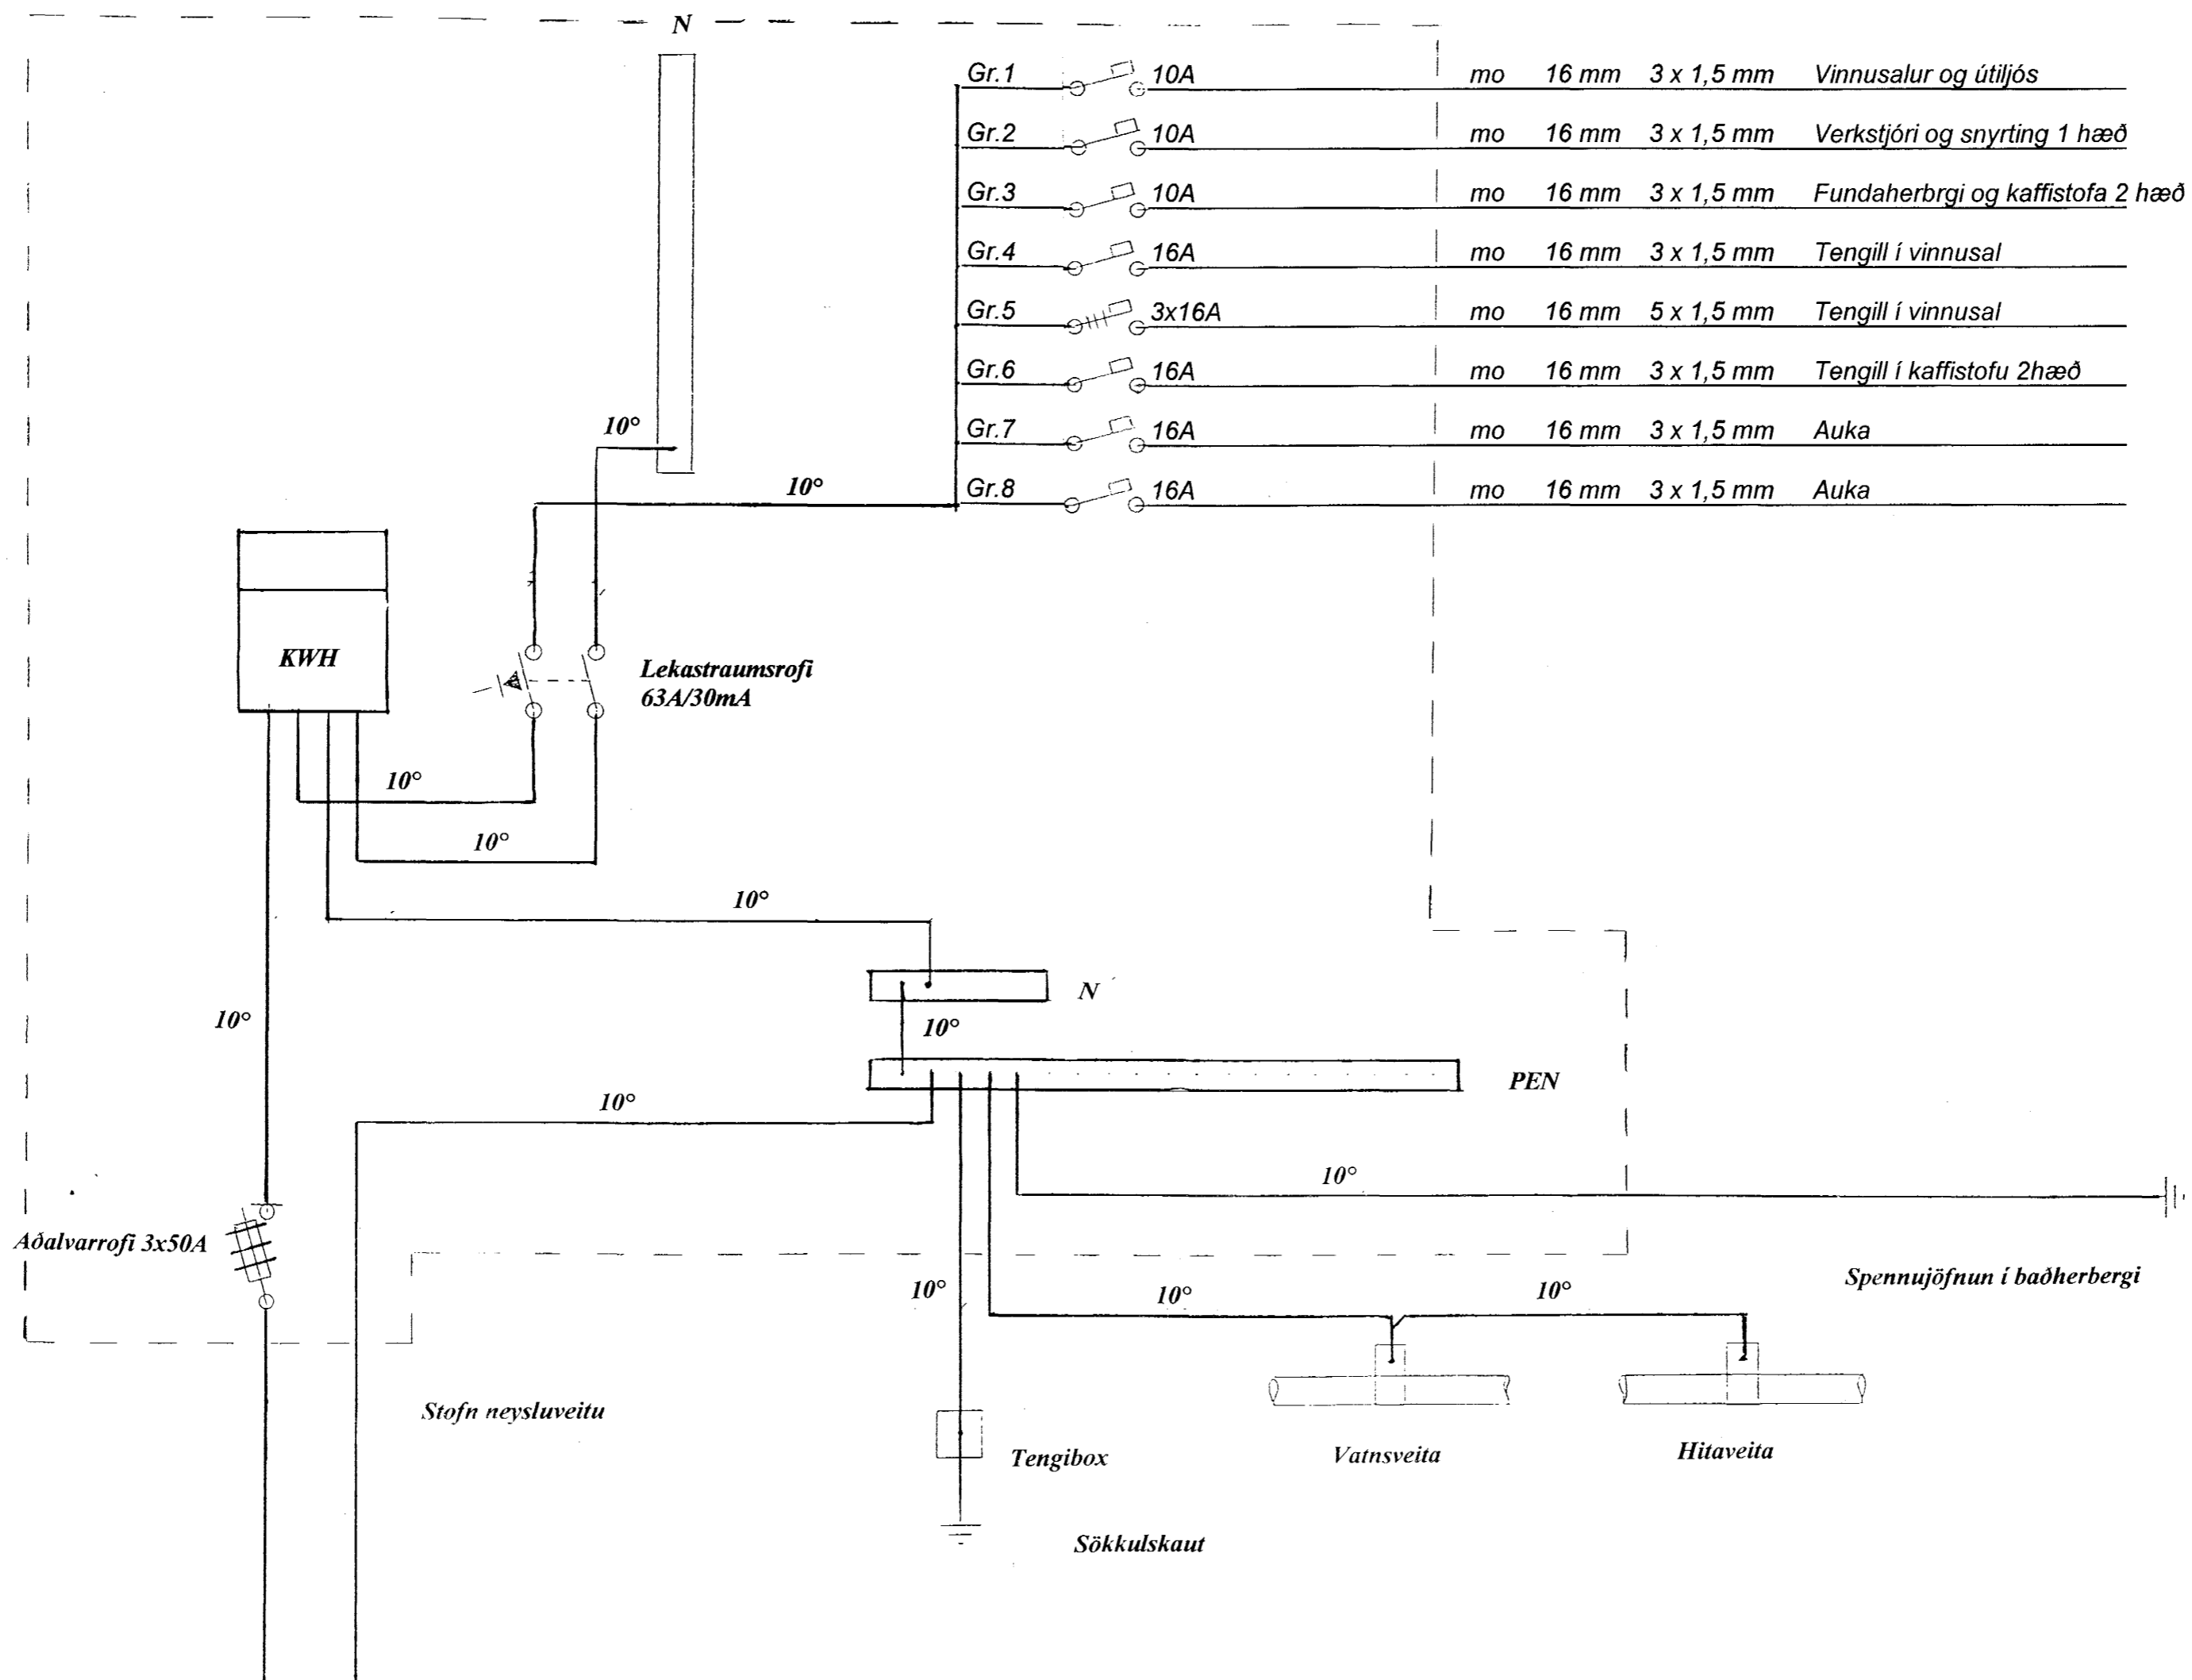 N
Gr.1 10A mo 16 mm 3 x 1,5 mm Vinnusalur og útiljós
Gr.2 10A mo 16 mm 3 x 1,5 mm Verkstjóri og snyrting 1 hæð
Gr.3 10A mo 16 mm 3 x 1,5 mm Fundaherbrgi og kaffistofa 2 hæð
Gr.4 16A mo 16 mm 3 x 1,5 mm Tengill í vinnusal
Gr.5 3x16A mo 16 mm 5 x 1,5 mm Tengill í vinnusal
Gr.6 16A mo 16 mm 3 x 1,5 mm Tengill í kaffistofu 2hæð
10° Gr.7 16A mo 16 mm 3 x 1,5 mm Auka
10° Gr.8 16A mo 16 mm 3 x 1,5 mm Auka
KWH
Lekastraumsrofi
63A/30mA
10°
10°
10°
N
10°
10°
PEN
10°
10°
Aðalvarrofi 3x50A
Spennujöfnun í baðherbergi
10°
10°
10°
Stofn neysluveitu
Tengibox
Vatnsveita
Hitaveita
Sökkulskaut